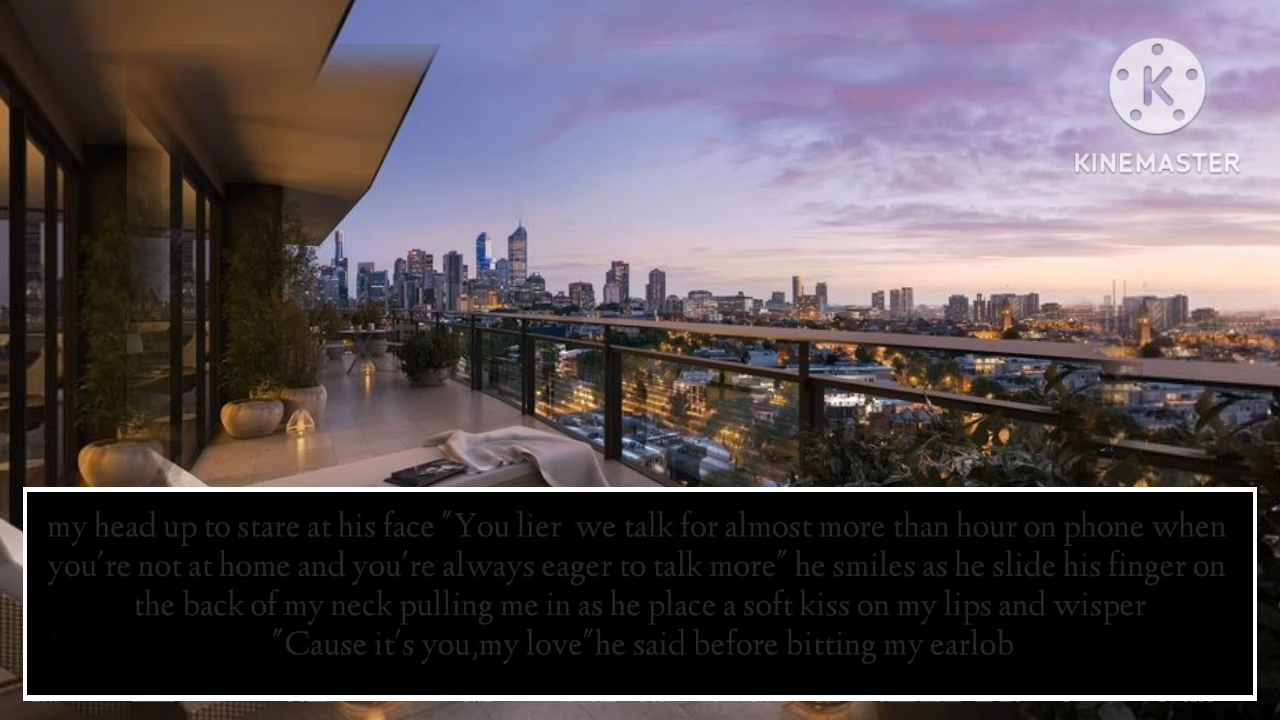 KINEMASTER
my head up to stare at his face "You lier we talk for almost more than hour on phone when
you're not at home and you're always eager to talk more" he smiles as he slide his finger on
the back of my neck pulling me in as he place a soft kiss on my lips and wisper
"Cause it's you,my love"he said before bitting my earlob